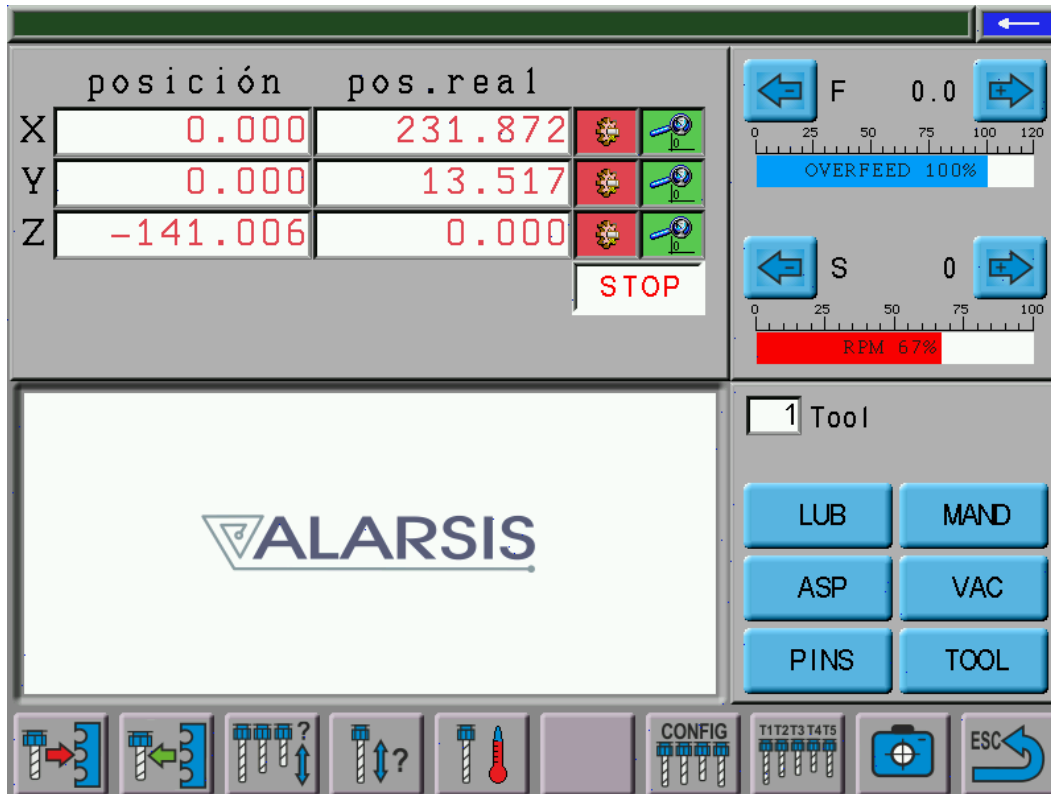 posición pos.real
X 0.000 231.872
Y 0.000 13.517
Z -141.006 0.000
STOP
F 0.0
0 25 50 75 100 120
OVERFEED 100%
S 0
0 25 50 75 100
RPM 67%
1 Tool
ALARSIS
LUB MAND
ASP VAC
PINS TOOL
? ? CONFIG T1T2T3T4T5 ESC